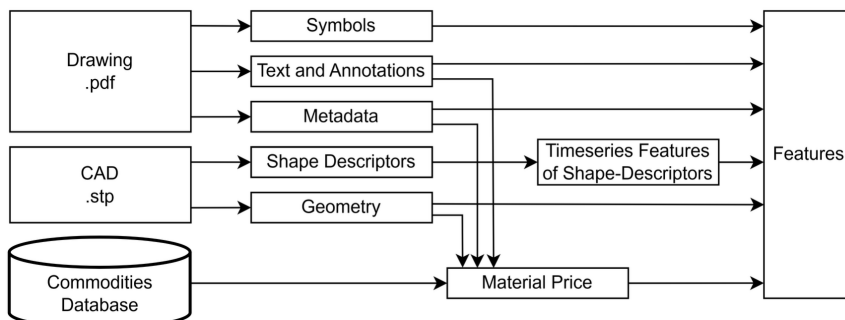 Drawing
.pdf
Symbols
Text and Annotations
Metadata
CAD
.stp
Shape Descriptors
Timeseries Features
of Shape-Descriptors
Geometry
Features
Commodities
Database
Material Price